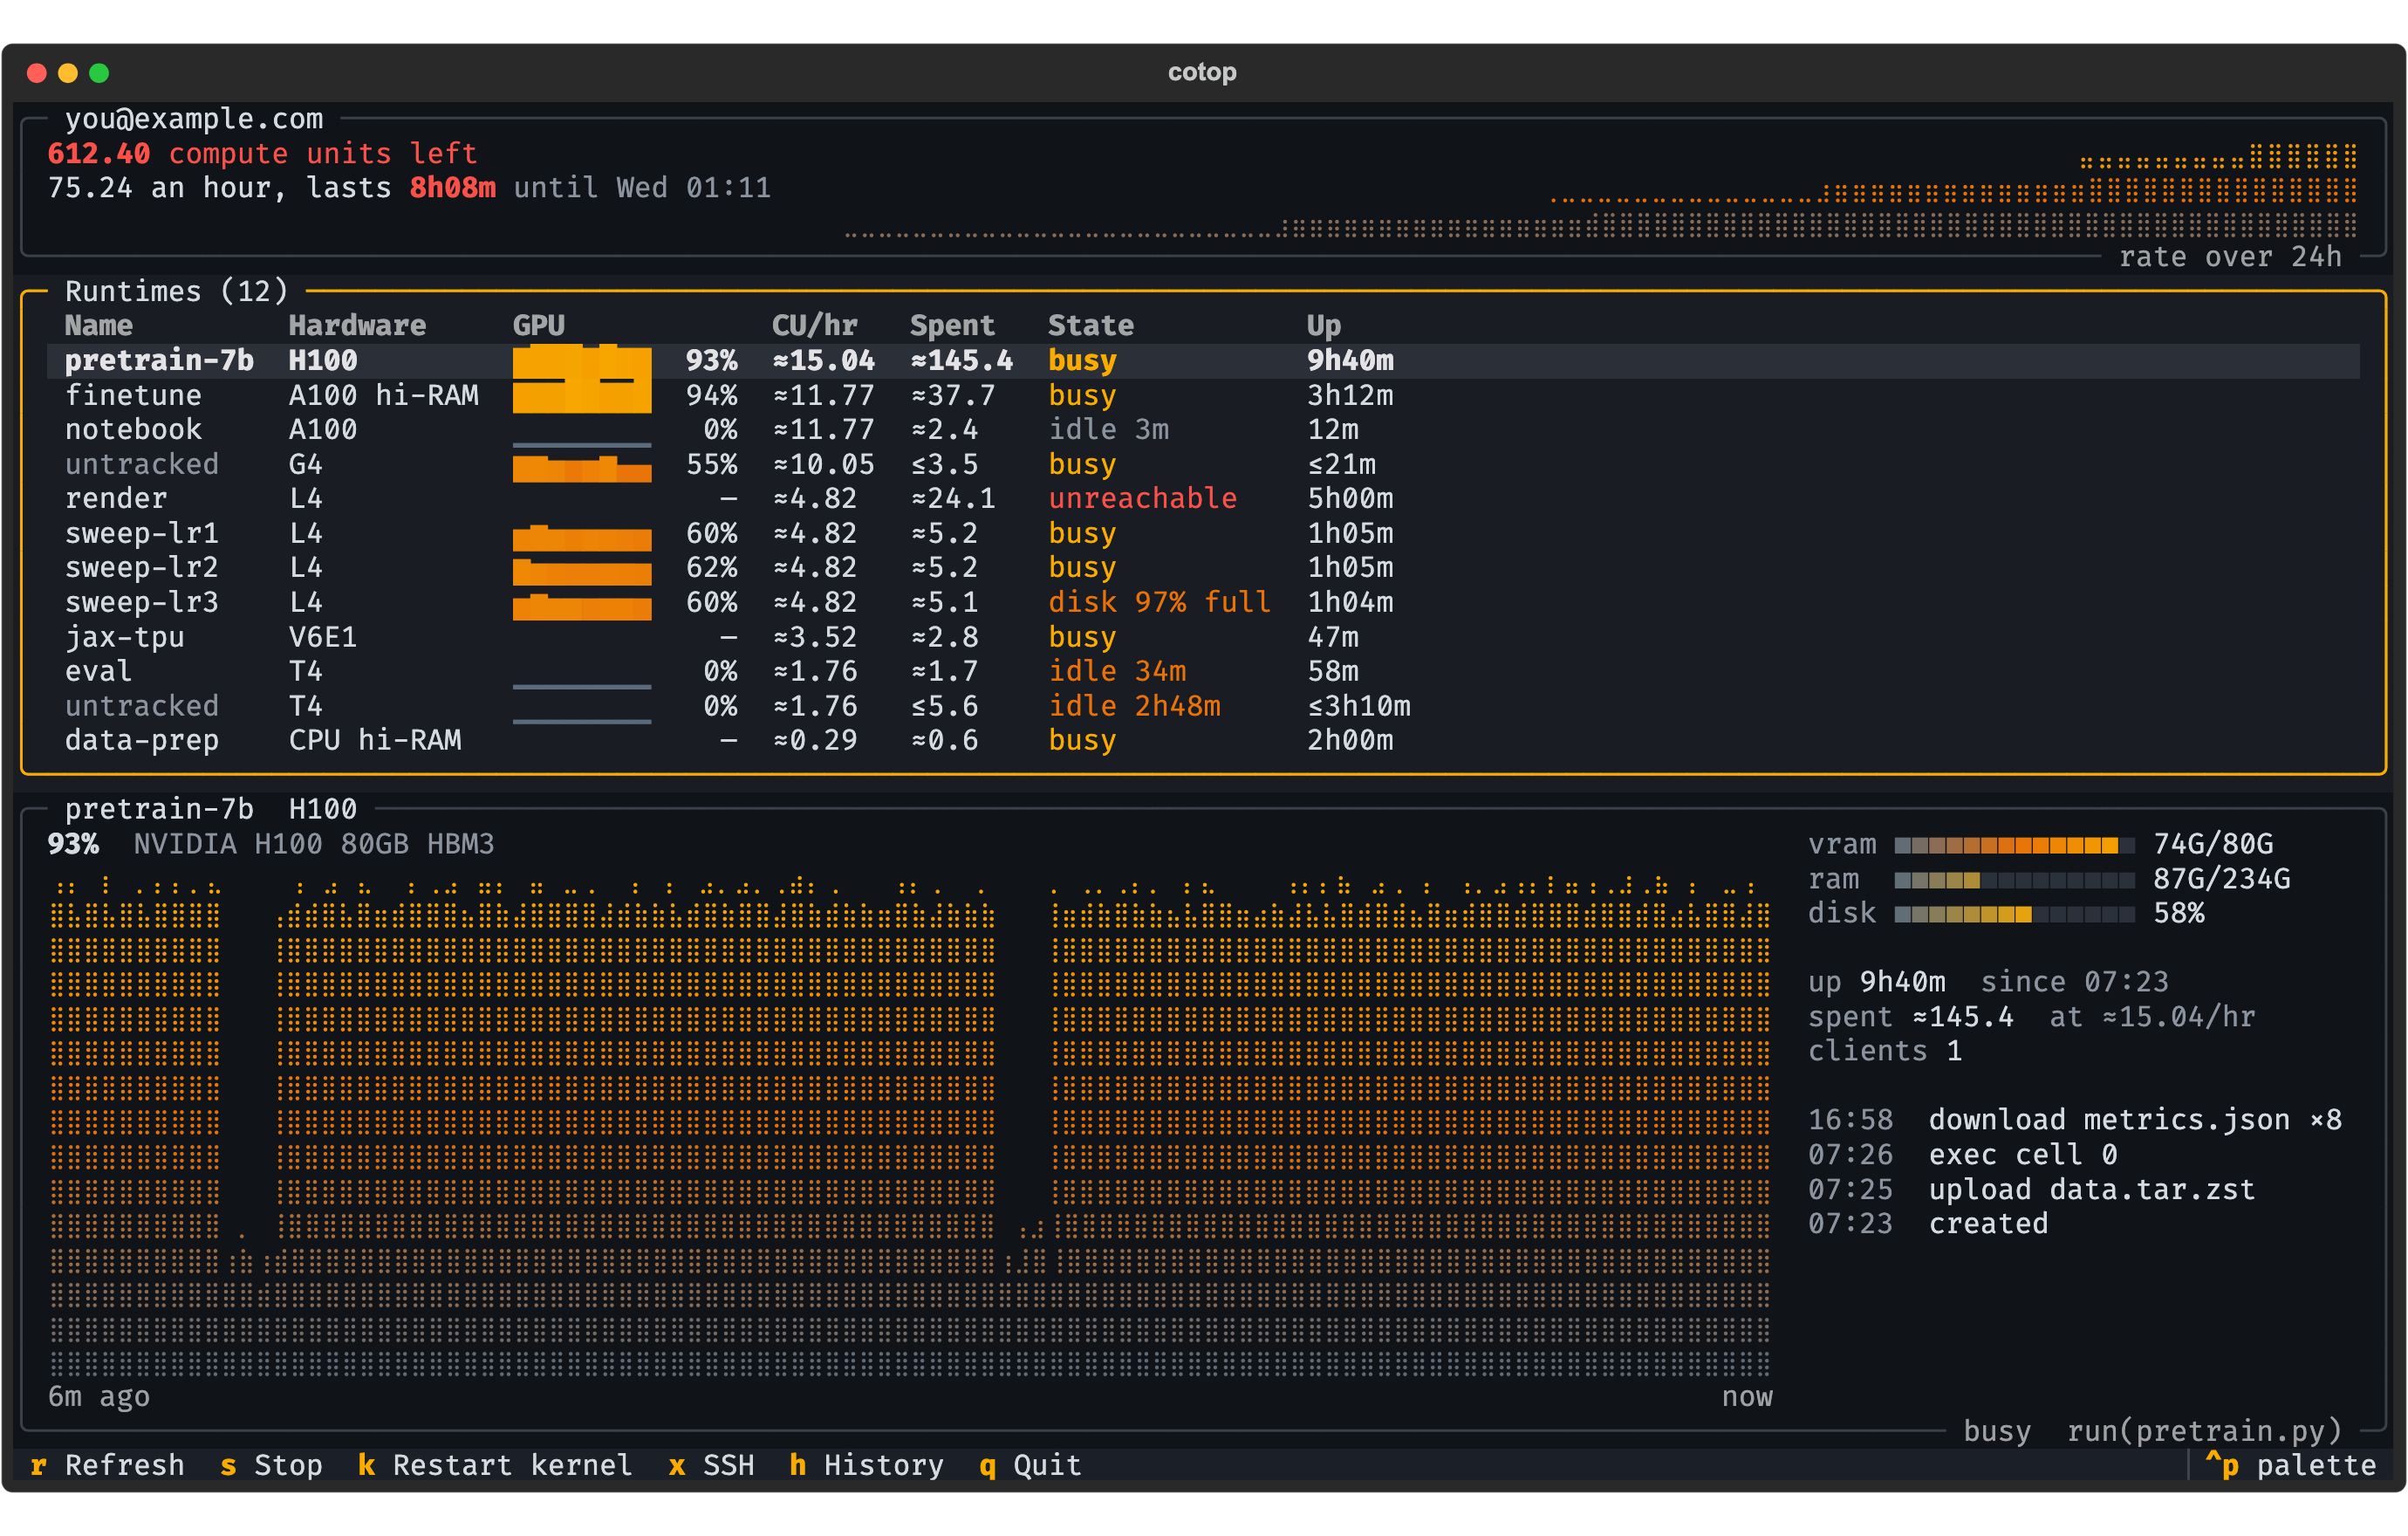 cotop
you@example.com
612.40 compute units left
75.24 an hour, lasts 8h08m until Wed 01:11
rate over 24h
Runtimes (12)
Name Hardware GPU CU/hr Spent State Up
pretrain-7b H100 93% ≈15.04 ≈145.4 busy 9h40m
finetune A100 hi-RAM 94% ≈11.77 ≈37.7 busy 3h12m
notebook A100 0% ≈11.77 ≈2.4 idle 3m 12m
untracked G4 55% ≈10.05 ≤3.5 busy ≤21m
render L4 — ≈4.82 ≈24.1 unreachable 5h00m
sweep-lr1 L4 60% ≈4.82 ≈5.2 busy 1h05m
sweep-lr2 L4 62% ≈4.82 ≈5.2 busy 1h05m
sweep-lr3 L4 60% ≈4.82 ≈5.1 disk 97% full 1h04m
jax-tpu V6E1 — ≈3.52 ≈2.8 busy 47m
eval T4 0% ≈1.76 ≈1.7 idle 34m 58m
untracked T4 0% ≈1.76 ≤5.6 idle 2h48m ≤3h10m
data-prep CPU hi-RAM — ≈0.29 ≈0.6 busy 2h00m
pretrain-7b H100
93% NVIDIA H100 80GB HBM3
6m ago now
vram 74G/80G
ram 87G/234G
disk 58%
up 9h40m since 07:23
spent ≈145.4 at ≈15.04/hr
clients 1
16:58 download metrics.json ×8
07:26 exec cell 0
07:25 upload data.tar.zst
07:23 created
busy run(pretrain.py)
r Refresh s Stop k Restart kernel x SSH h History q Quit ^p palette